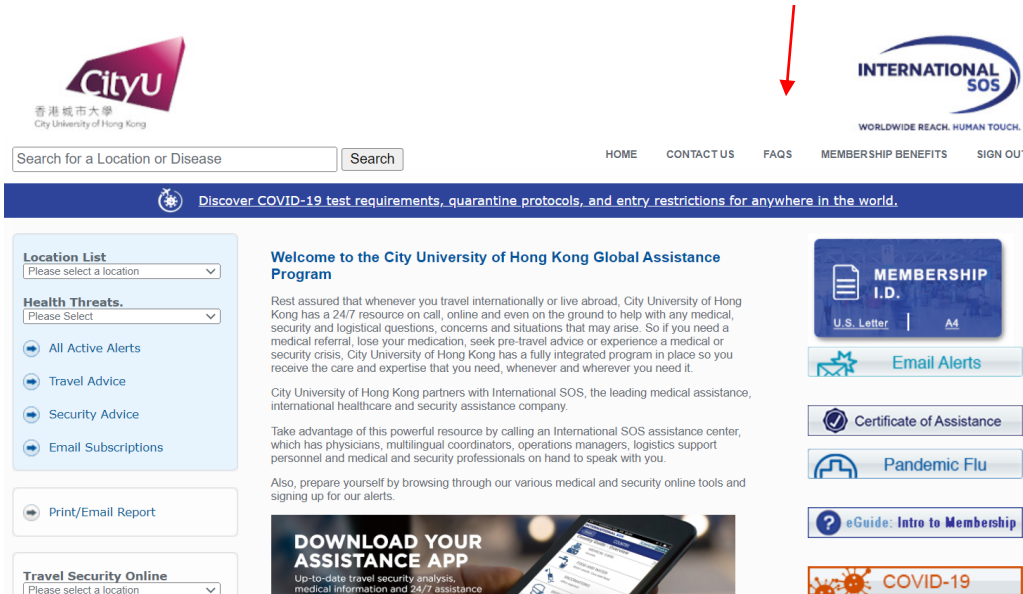 CityU
香港城市大學
City University of Hong Kong
INTERNATIONAL
SOS
WORLDWIDE REACH. HUMAN TOUCH.
Search for a Location or Disease
Search
HOME
CONTACT US
FAQS
MEMBERSHIP BENEFITS
SIGN OUT
Discover COVID-19 test requirements, quarantine protocols, and entry restrictions for anywhere in the world.
Location List
Please select a location
Health Threats.
Please Select
All Active Alerts
Travel Advice
Security Advice
Email Subscriptions
Print/Email Report
Travel Security Online
Please select a location
Welcome to the City University of Hong Kong Global Assistance
Program
Rest assured that whenever you travel internationally or live abroad, City University of Hong
Kong has a 24/7 resource on call, online and even on the ground to help with any medical,
security and logistical questions, concerns and situations that may arise. So if you need a
medical referral, lose your medication, seek pre-travel advice or experience a medical or
security crisis, City University of Hong Kong has a fully integrated program in place so you
receive the care and expertise that you need, whenever and wherever you need it.
City University of Hong Kong partners with International SOS, the leading medical assistance,
international healthcare and security assistance company.
Take advantage of this powerful resource by calling an International SOS assistance center,
which has physicians, multilingual coordinators, operations managers, logistics support
personnel and medical and security professionals on hand to speak with you.
Also, prepare yourself by browsing through our various medical and security online tools and
signing up for our alerts.
DOWNLOAD YOUR
ASSISTANCE APP
Up-to-date travel security analysis,
medical information and 24/7 assistance
MEMBERSHIP
I.D.
U.S. Letter
A4
Email Alerts
Certificate of Assistance
Pandemic Flu
eGuide: Intro to Membership
COVID-19